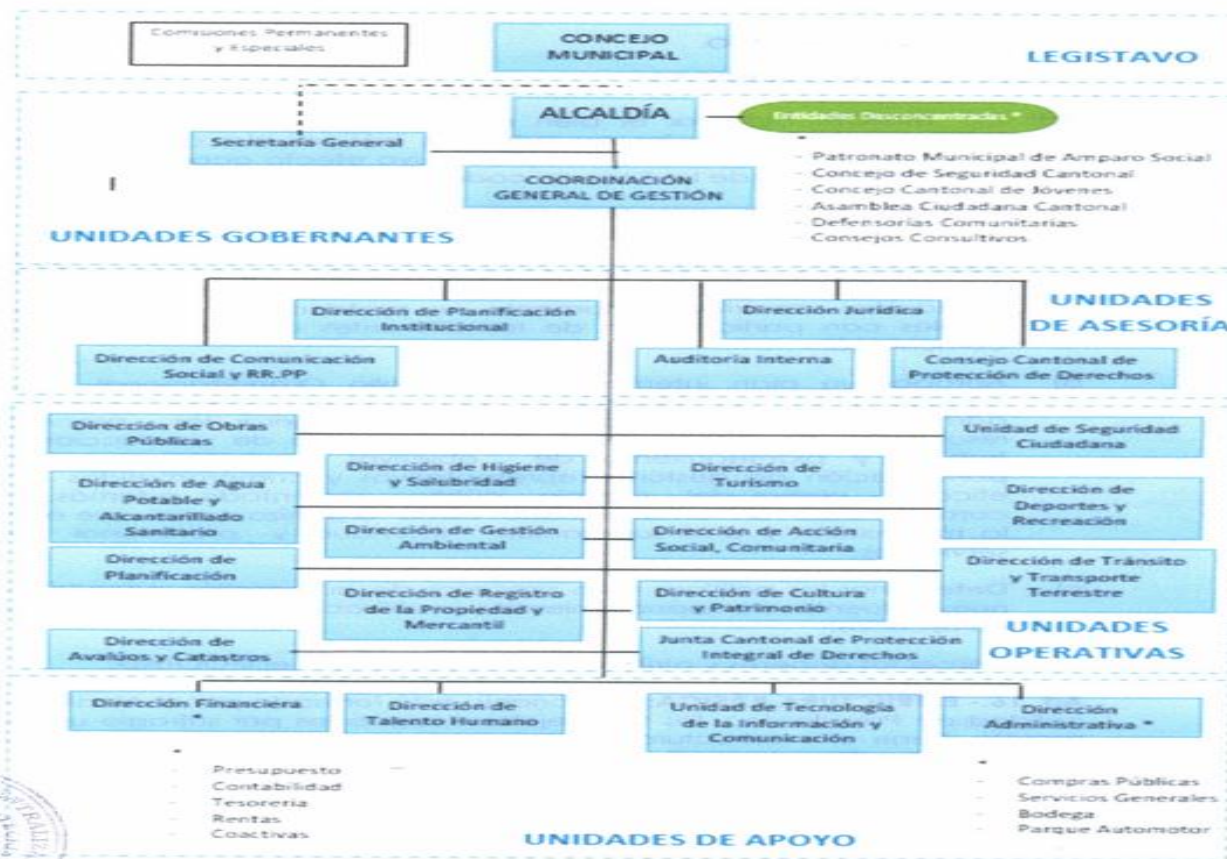 Comisiones Permanentes
y Especiales
CONCEJO
MUNICIPAL
LEGISTAVO
ALCALDÍA
Entidades Desconcentradas *
Secretaría General
*
- Patronato Municipal de Amparo Social
- Concejo de Seguridad Cantonal
- Concejo Cantonal de Jóvenes
- Asamblea Ciudadana Cantonal
- Defensorías Comunitarias
- Consejos Consultivos
COORDINACIÓN
GENERAL DE GESTIÓN
UNIDADES GOBERNANTES
UNIDADES
DE ASESORÍA
Dirección de Planificación
Institucional
Dirección Jurídica
Dirección de Comunicación
Social y RR.PP
Auditoría Interna
Consejo Cantonal de
Protección de Derechos
Dirección de Obras
Públicas
Unidad de Seguridad
Ciudadana
Dirección de Higiene
y Salubridad
Dirección de
Turismo
Dirección de Agua
Potable y
Alcantarillado
Sanitario
Dirección de
Deportes y
Recreación
Dirección de Gestión
Ambiental
Dirección de Acción
Social, Comunitaria
Dirección de
Planificación
Dirección de Tránsito
y Transporte
Terrestre
Dirección de Registro
de la Propiedad y
Mercantil
Dirección de Cultura
y Patrimonio
UNIDADES
OPERATIVAS
Dirección de
Avalúos y Catastros
Junta Cantonal de Protección
Integral de Derechos
Dirección Financiera
*
Dirección de
Talento Humano
Unidad de Tecnología
de la Información y
Comunicación
Dirección
Administrativa *
*
- Presupuesto
- Contabilidad
- Tesorería
- Rentas
- Coactivas
*
- Compras Públicas
- Servicios Generales
- Bodega
- Parque Automotor
UNIDADES DE APOYO